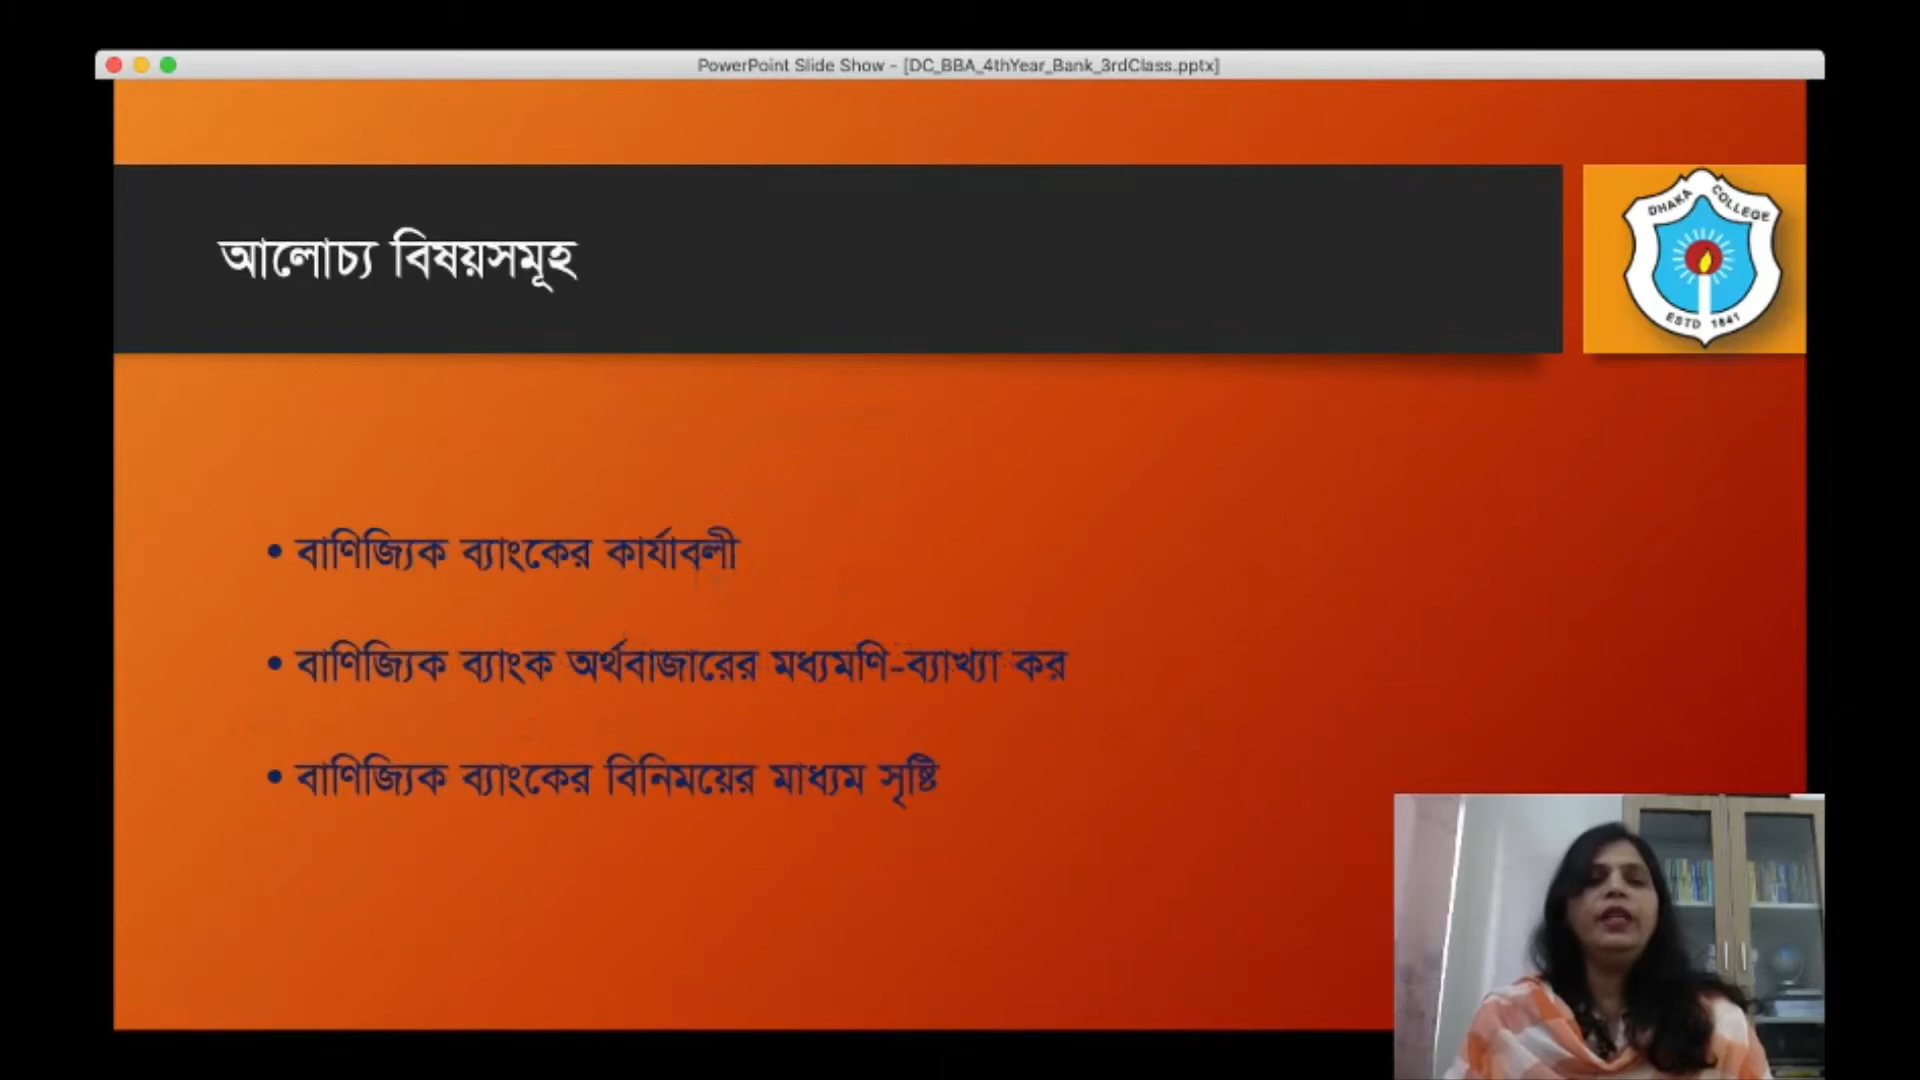 PowerPoint Slide Show - [DC_BBA_4thYear_Bank_3rdClass.pptx]
আলোচ্য বিষয়সমূহ
DHAKA COLLEGE
ESTD 1841
• বাণিজ্যিক ব্যাংকের কার্যাবলী
• বাণিজ্যিক ব্যাংক অর্থবাজারের মধ্যমণি-ব্যাখ্যা কর
• বাণিজ্যিক ব্যাংকের বিনিময়ের মাধ্যম সৃষ্টি